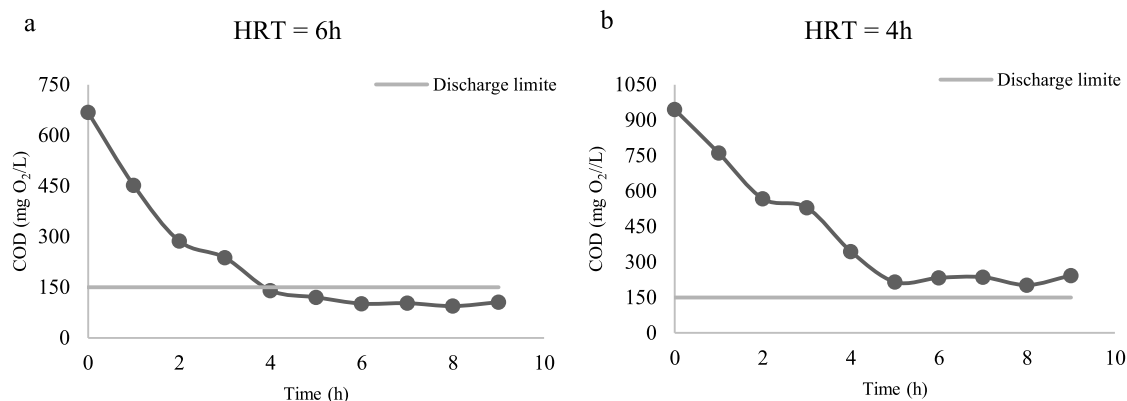 a
HRT = 6h
Discharge limite
750
600
450
300
150
0
COD (mg O₂/L)
0 2 4 6 8 10
Time (h)
b
HRT = 4h
Discharge limite
1050
900
750
600
450
300
150
0
COD (mg O₂//L)
0 2 4 6 8 10
Time (h)